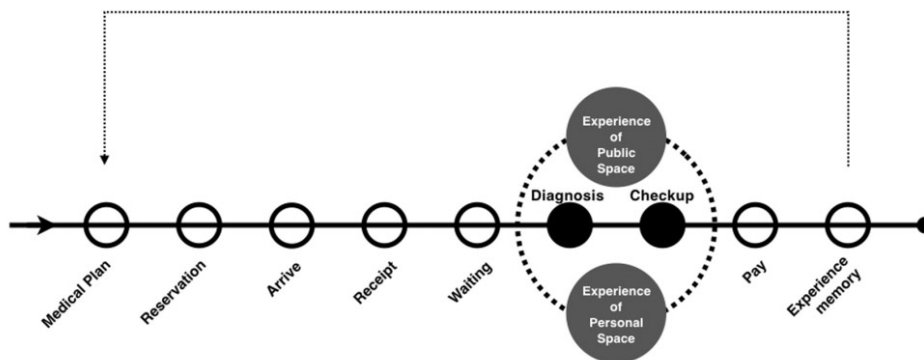 Experience
of
Public
Space
Diagnosis
Checkup
Medical Plan
Reservation
Arrive
Receipt
Waiting
Experience
of
Personal
Space
Pay
Experience
memory